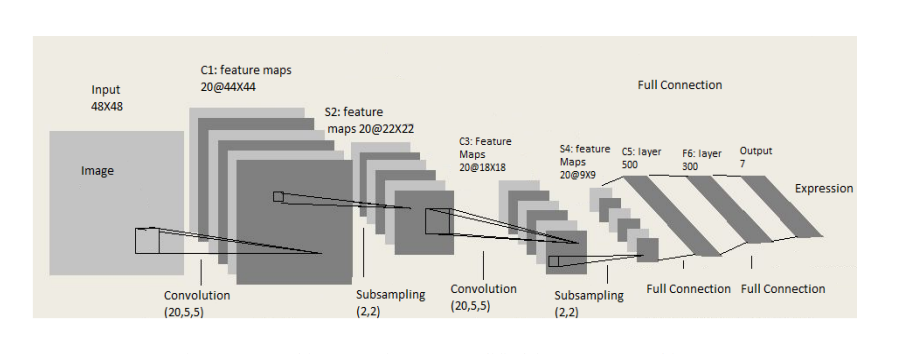 Input
48X48
Image
C1: feature maps
20@44X44
S2: feature
maps 20@22X22
C3: Feature
Maps
20@18X18
S4: feature
Maps
20@9X9
Full Connection
C5: layer
500
F6: layer
300
Output
7
Expression
Convolution
(20,5,5)
Subsampling
(2,2)
Convolution
(20,5,5)
Subsampling
(2,2)
Full Connection
Full Connection